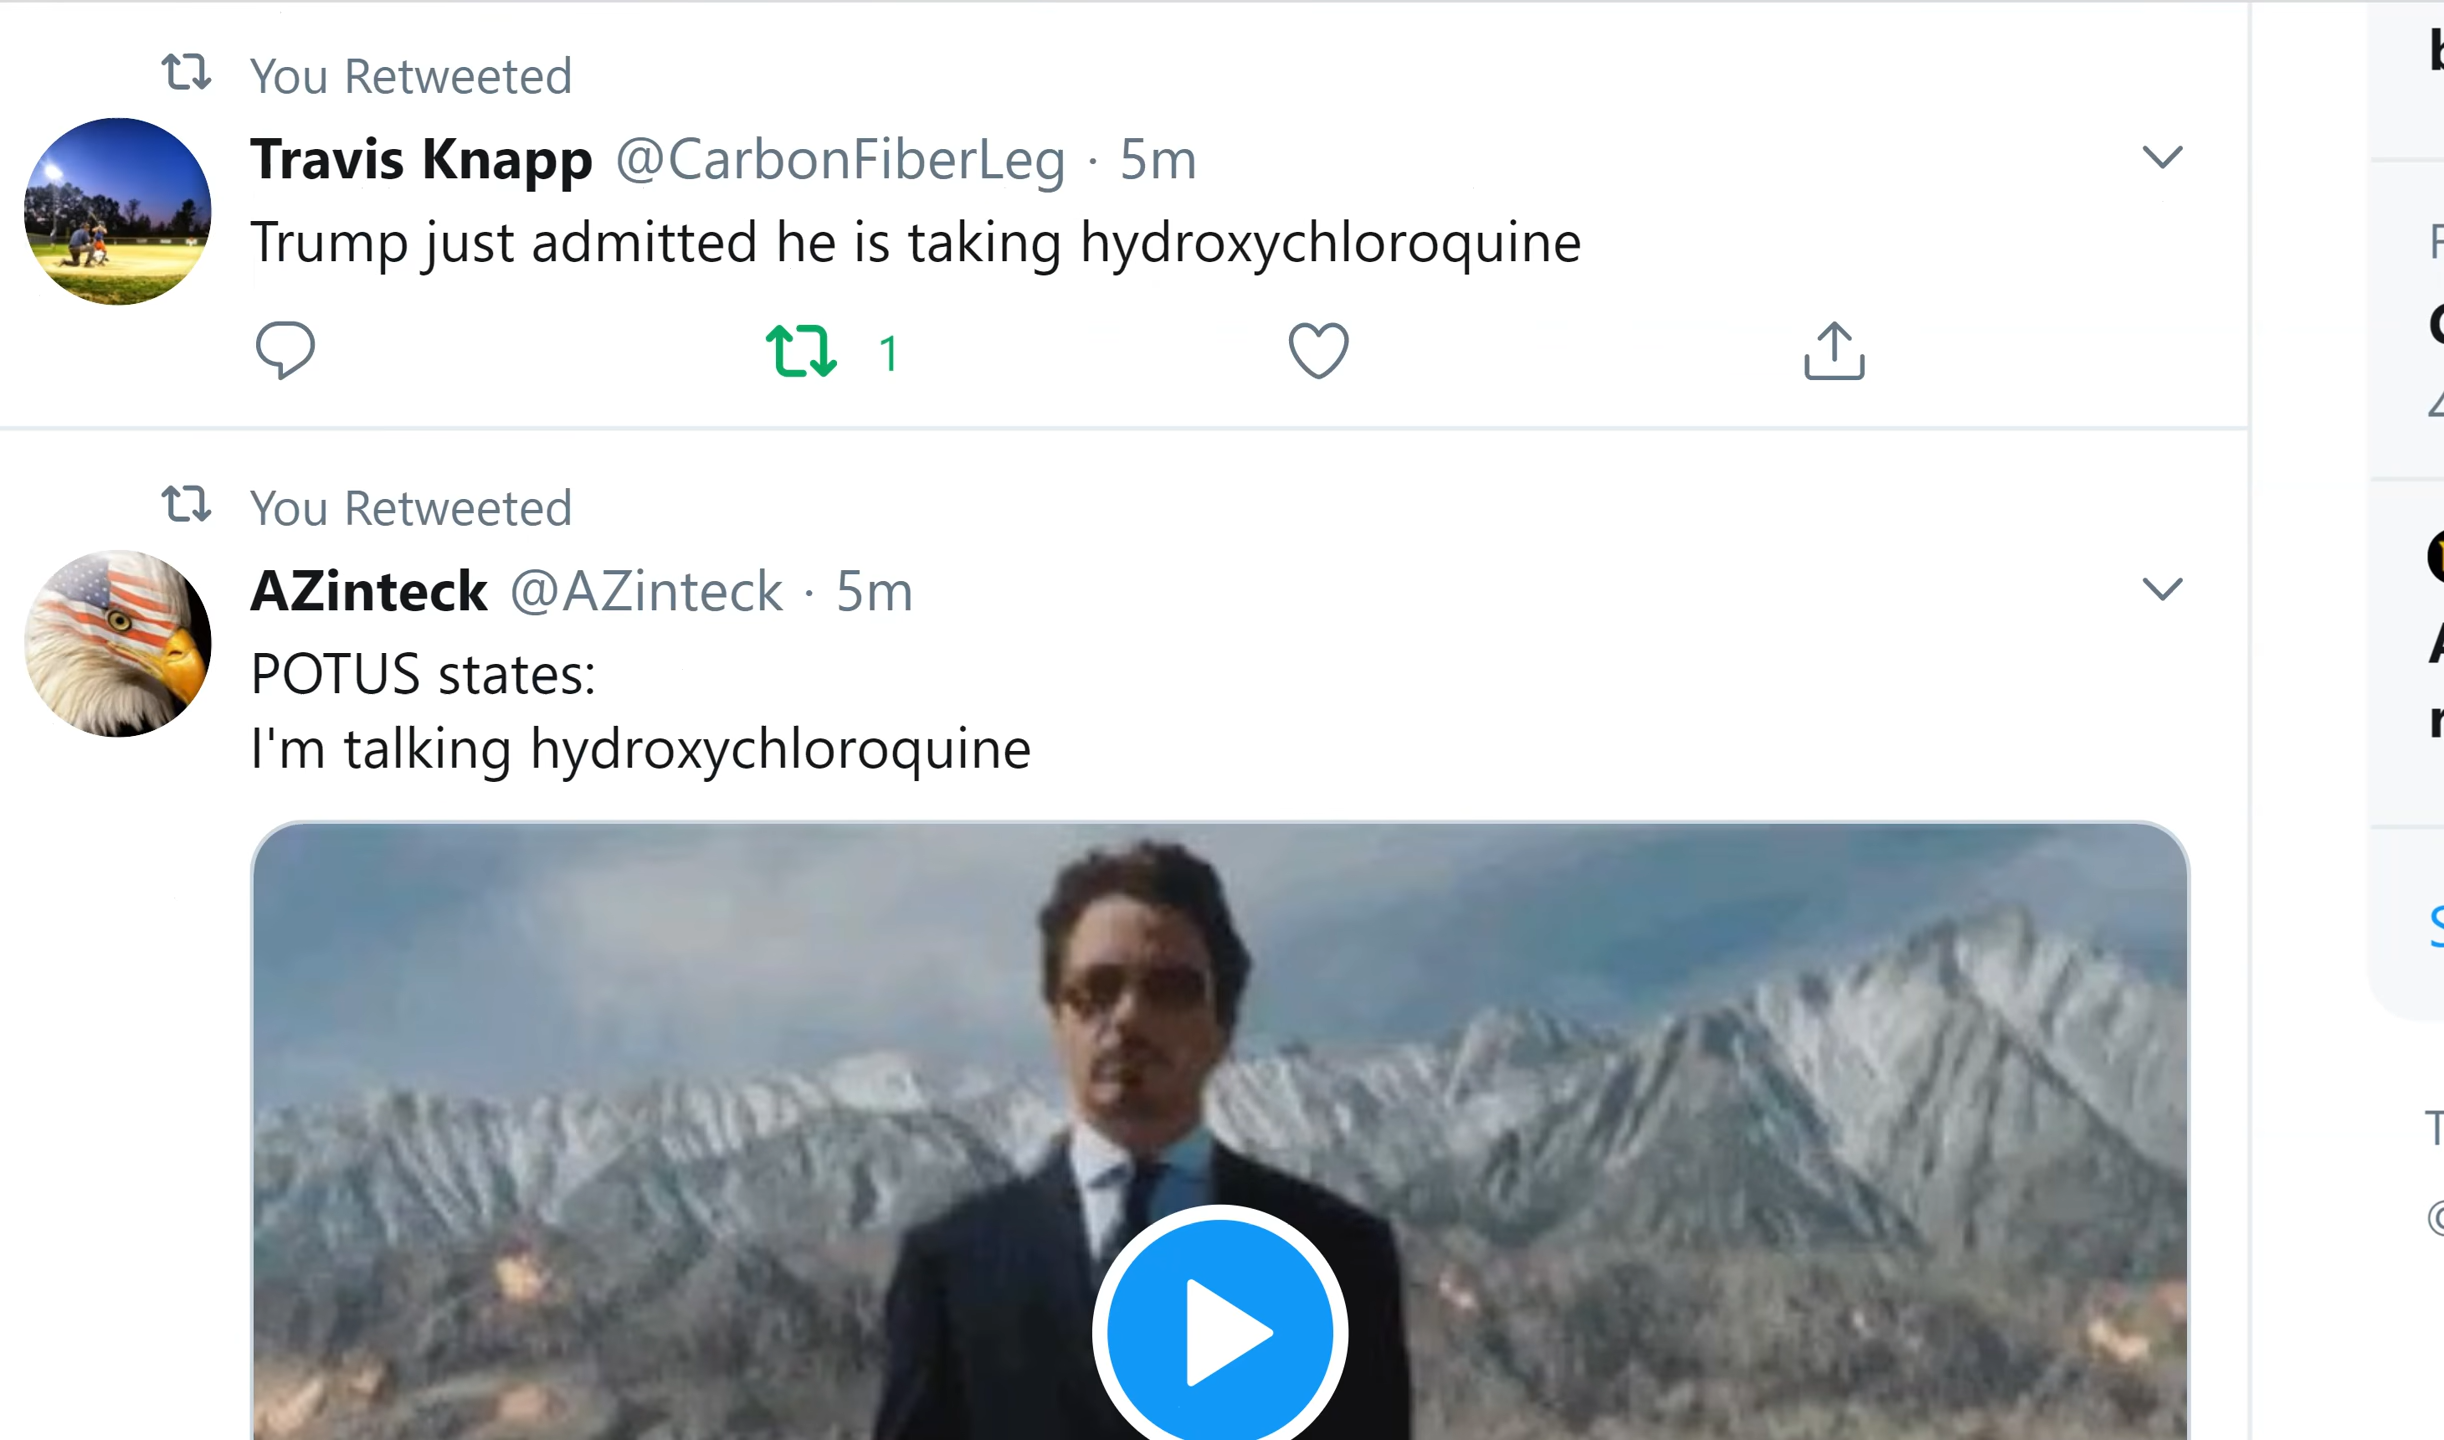 You Retweeted
Travis Knapp @CarbonFiberLeg · 5m
Trump just admitted he is taking hydroxychloroquine
1
You Retweeted
AZinteck @AZinteck · 5m
POTUS states:
I'm talking hydroxychloroquine